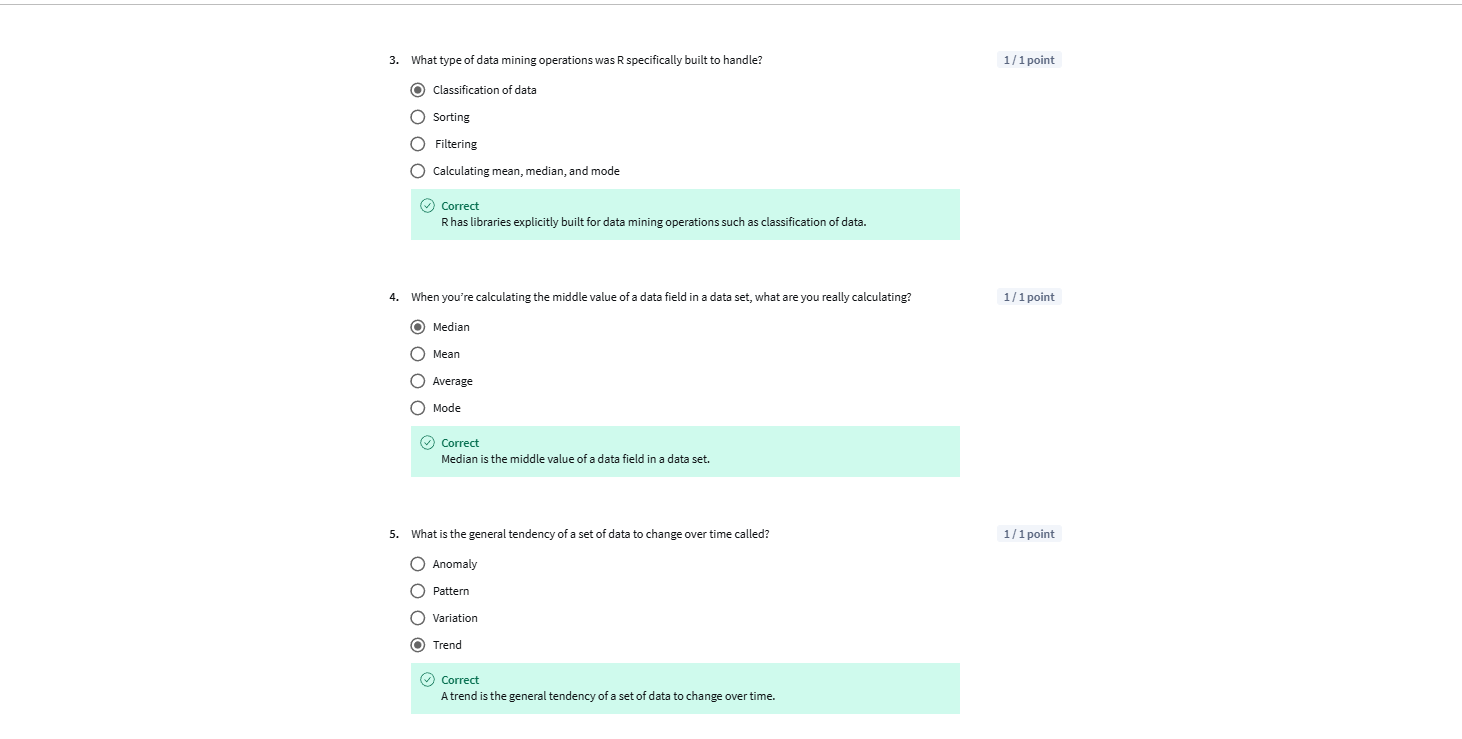 3. What type of data mining operations was R specifically built to handle? 1 / 1 point
Classification of data
Sorting
Filtering
Calculating mean, median, and mode
Correct
R has libraries explicitly built for data mining operations such as classification of data.
4. When you're calculating the middle value of a data field in a data set, what are you really calculating? 1 / 1 point
Median
Mean
Average
Mode
Correct
Median is the middle value of a data field in a data set.
5. What is the general tendency of a set of data to change over time called? 1 / 1 point
Anomaly
Pattern
Variation
Trend
Correct
A trend is the general tendency of a set of data to change over time.